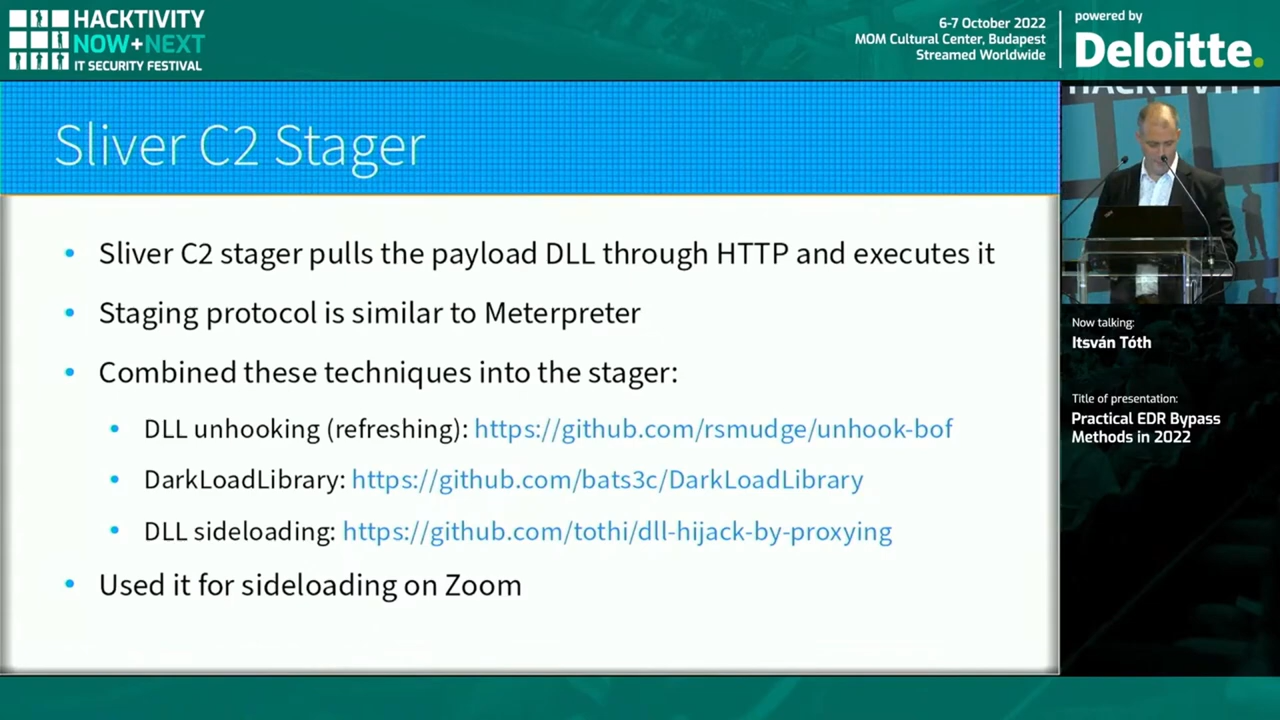 HACKTIVITY
NOW+NEXT
IT SECURITY FESTIVAL
6-7 October 2022
MOM Cultural Center, Budapest
Streamed Worldwide
powered by
Deloitte.
Sliver C2 Stager
• Sliver C2 stager pulls the payload DLL through HTTP and executes it
• Staging protocol is similar to Meterpreter
• Combined these techniques into the stager:
• DLL unhooking (refreshing): https://github.com/rsmudge/unhook-bof
• DarkLoadLibrary: https://github.com/bats3c/DarkLoadLibrary
• DLL sideloading: https://github.com/tothi/dll-hijack-by-proxying
• Used it for sideloading on Zoom
HACKTIVITY
Now talking:
Itsván Tóth
Title of presentation:
Practical EDR Bypass
Methods in 2022